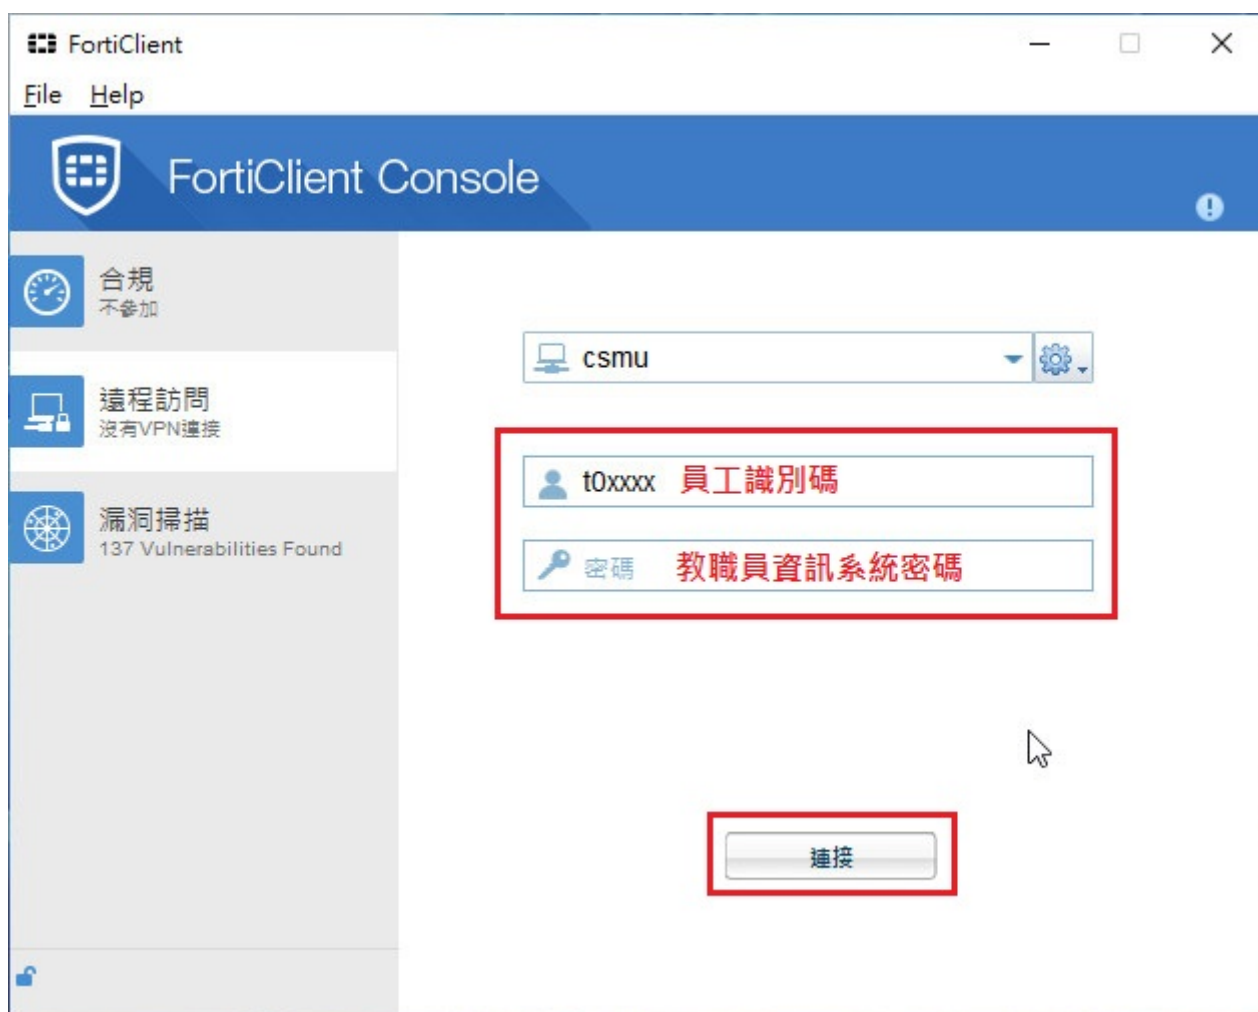 FortiClient
File Help
FortiClient Console
合規
不參加
遠程訪問
沒有VPN連接
漏洞掃描
137 Vulnerabilities Found
csmu
t0xxxx 員工識別碼
密碼 教職員資訊系統密碼
連接